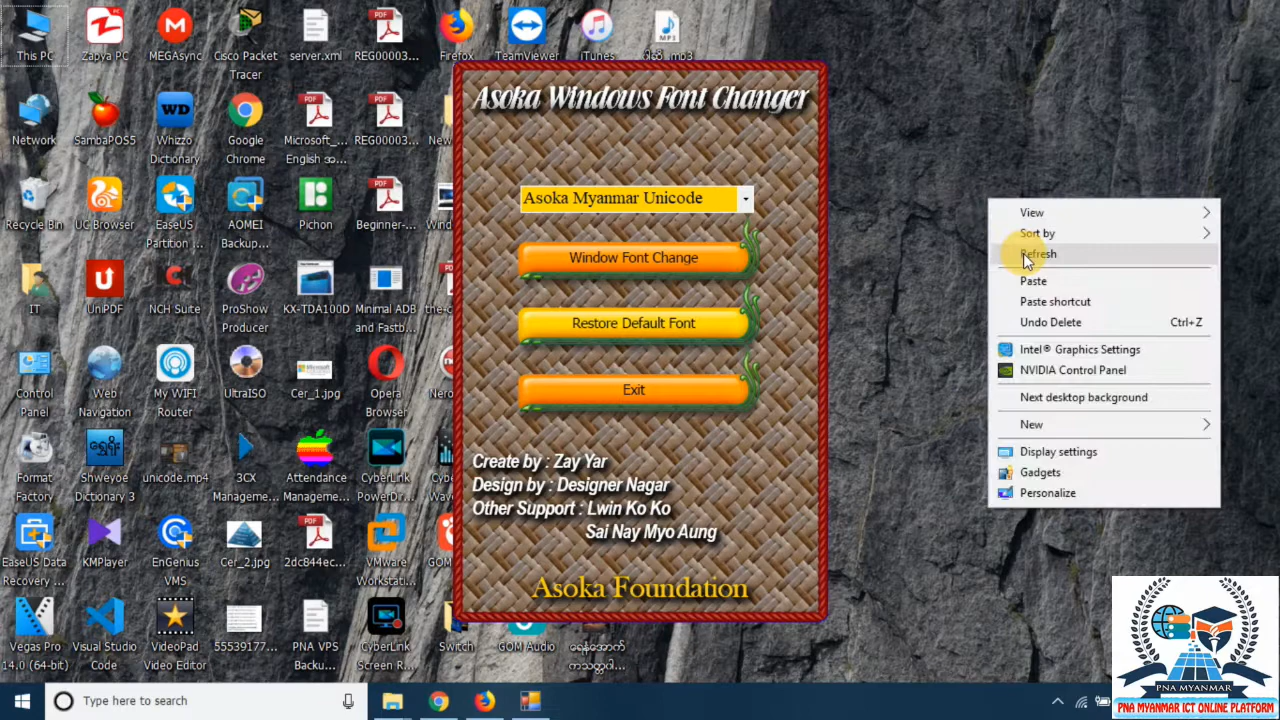 This PC
Zapya PC
MEGAsync
Cisco Packet
Tracer
server.xml
REG00003...
Firefox
TeamViewer
iTunes
Network
SambaPOS5
Whizzo
Dictionary
Google
Chrome
Microsoft_...
English အ...
REG00003...
Recycle Bin
UC Browser
EaseUS
Partition ...
AOMEI
Backup...
Pichon
Beginner-...
IT
UniPDF
NCH Suite
ProShow
Producer
KX-TDA100D
Minimal ADB
and Fastb...
Control
Panel
Web
Navigation
My WIFI
Router
UltraISO
Cer_1.jpg
Opera
Browser
Format
Factory
Shweyoe
Dictionary 3
unicode.mp4
3CX
Manageme...
Attendance
Manageme...
CyberLink
PowerDir...
EaseUS Data
Recovery ...
KMPlayer
EnGenius
VMS
Cer_2.jpg
2dc844ec...
VMware
Workstati...
Vegas Pro
14.0 (64-bit)
Visual Studio
Code
VideoPad
Video Editor
55539177...
PNA VPS
Backu...
CyberLink
Screen R...
Switch
GOM Audio
ရေနံအောက်
Asoka Windows Font Changer
Asoka Myanmar Unicode
Window Font Change
Restore Default Font
Exit
Create by : Zay Yar
Design by : Designer Nagar
Other Support : Lwin Ko Ko
Sai Nay Myo Aung
Asoka Foundation
View
Sort by
Refresh
Paste
Paste shortcut
Undo Delete Ctrl+Z
Intel® Graphics Settings
NVIDIA Control Panel
Next desktop background
New
Display settings
Gadgets
Personalize
Type here to search
PNA MYANMAR
PNA MYANMAR ICT ONLINE PLATFORM